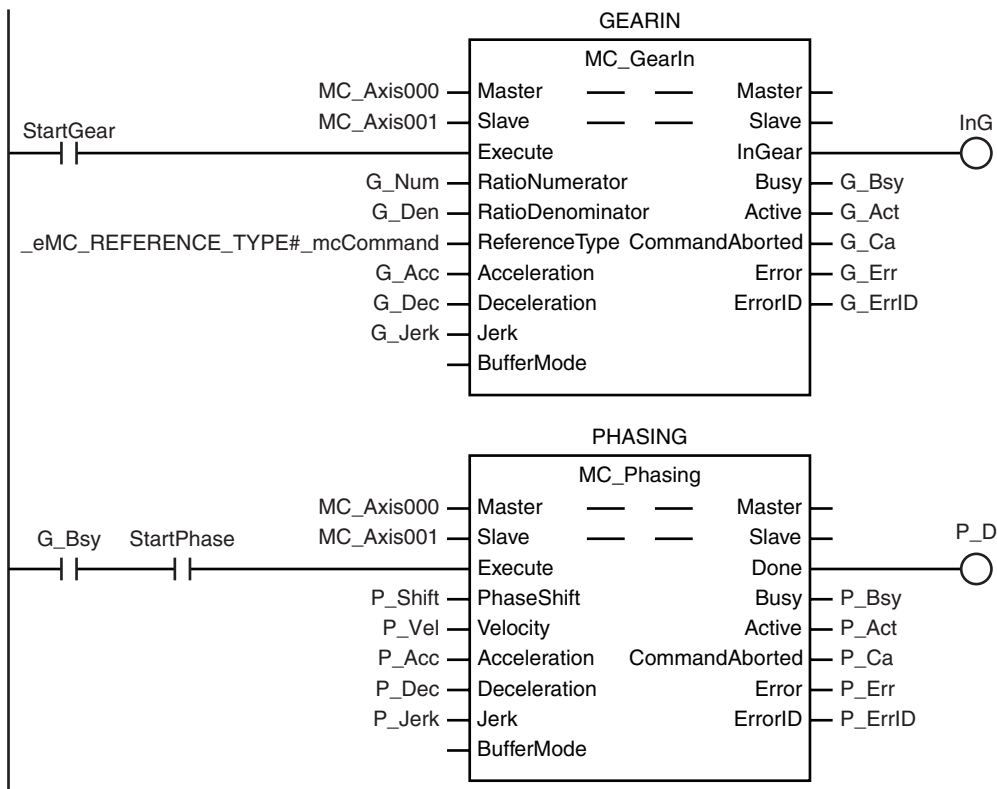 GEARIN
MC_GearIn
MC_Axis000 Master Master
MC_Axis001 Slave Slave
StartGear InG
Execute InGear
G_Num RatioNumerator Busy G_Bsy
G_Den RatioDenominator Active G_Act
_eMC_REFERENCE_TYPE#_mcCommand ReferenceType CommandAborted G_Ca
G_Acc Acceleration Error G_Err
G_Dec Deceleration ErrorID G_ErrID
G_Jerk Jerk
BufferMode
PHASING
MC_Phasing
MC_Axis000 Master Master
G_Bsy StartPhase MC_Axis001 Slave Slave P_D
Execute Done
P_Shift PhaseShift Busy P_Bsy
P_Vel Velocity Active P_Act
P_Acc Acceleration CommandAborted P_Ca
P_Dec Deceleration Error P_Err
P_Jerk Jerk ErrorID P_ErrID
BufferMode